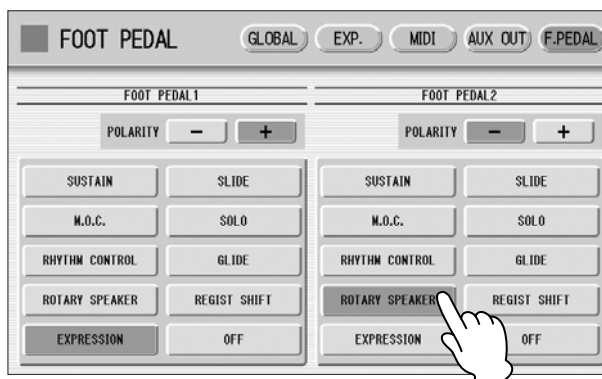 FOOT PEDAL GLOBAL EXP. MIDI AUX OUT F.PEDAL
FOOT PEDAL1
POLARITY − +
SUSTAIN SLIDE
M.O.C. SOLO
RHYTHM CONTROL GLIDE
ROTARY SPEAKER REGIST SHIFT
EXPRESSION OFF
FOOT PEDAL2
POLARITY − +
SUSTAIN SLIDE
M.O.C. SOLO
RHYTHM CONTROL GLIDE
ROTARY SPEAKER REGIST SHIFT
EXPRESSION OFF